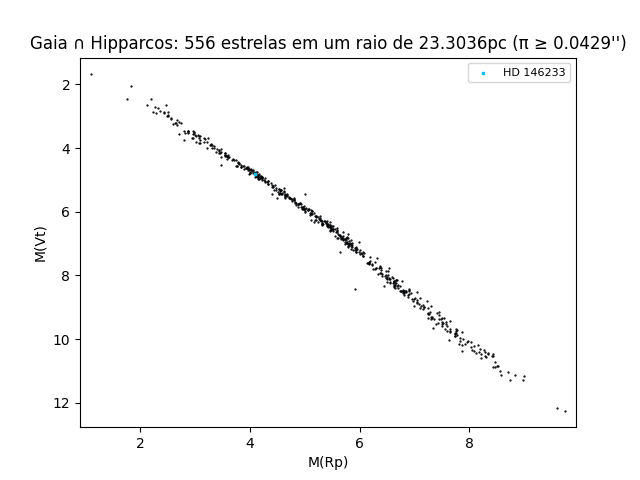 Gaia ∩ Hipparcos: 556 estrelas em um raio de 23.3036pc (π ≥ 0.0429'')
HD 146233
2
4
6
8
10
12
M(Vt)
2 4 6 8
M(Rp)